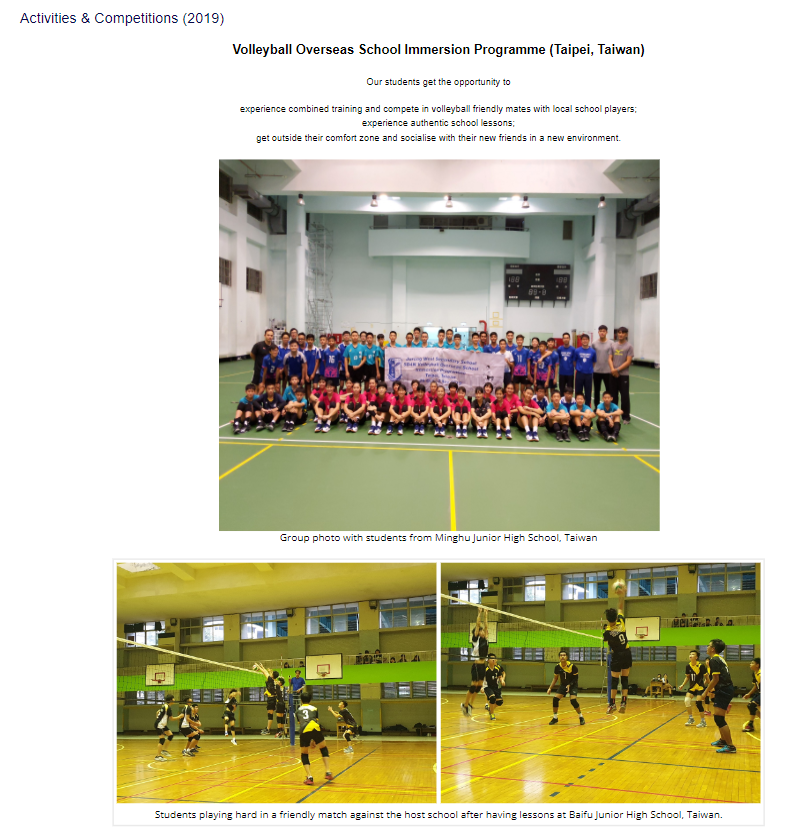 Activities & Competitions (2019)
Volleyball Overseas School Immersion Programme (Taipei, Taiwan)
Our students get the opportunity to
experience combined training and compete in volleyball friendly mates with local school players;
experience authentic school lessons;
get outside their comfort zone and socialise with their new friends in a new environment.
Group photo with students from Minghu Junior High School, Taiwan
3
9
Students playing hard in a friendly match against the host school after having lessons at Baifu Junior High School, Taiwan.